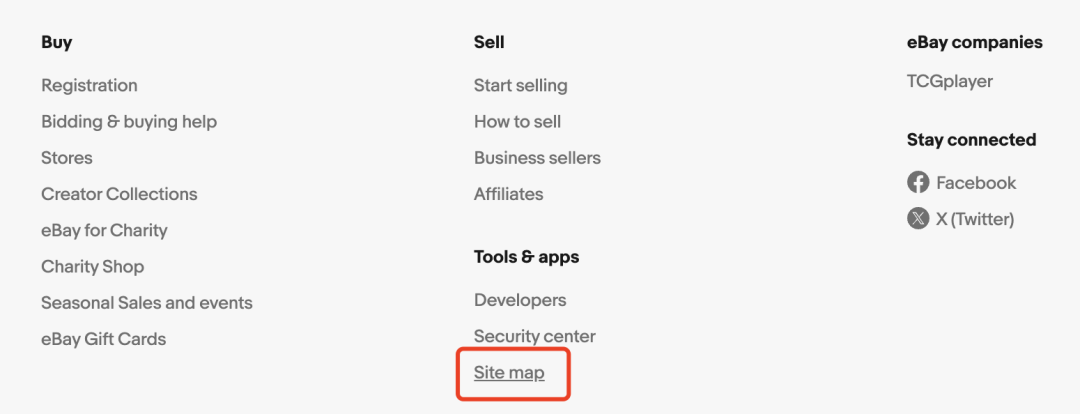 Buy
Registration
Bidding & buying help
Stores
Creator Collections
eBay for Charity
Charity Shop
Seasonal Sales and events
eBay Gift Cards
Sell
Start selling
How to sell
Business sellers
Affiliates
Tools & apps
Developers
Security center
Site map
eBay companies
TCGplayer
Stay connected
Facebook
X (Twitter)